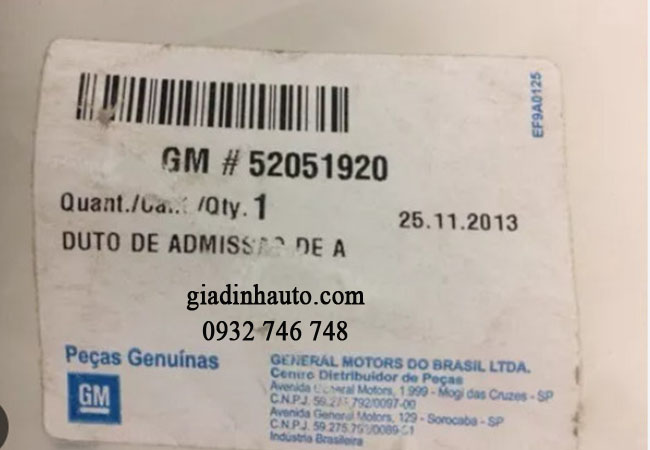 EF9A0125
GM # 52051920
Quant./ /Qty. 1
25.11.2013
DUTO DE DE A
giadinhauto.com
0932 746 748
Peças Genuínas
GM
GENERAL MOTORS DO BRASIL LTDA.
Centro Distribuidor de Peças
Avenida General Motors, 1.999 - Mogi das Cruzes - SP
C.N.P.J.
Avenida General Motors, 129 - Sorocaba - SP
C.N.P.J.
Indústria Brasileira